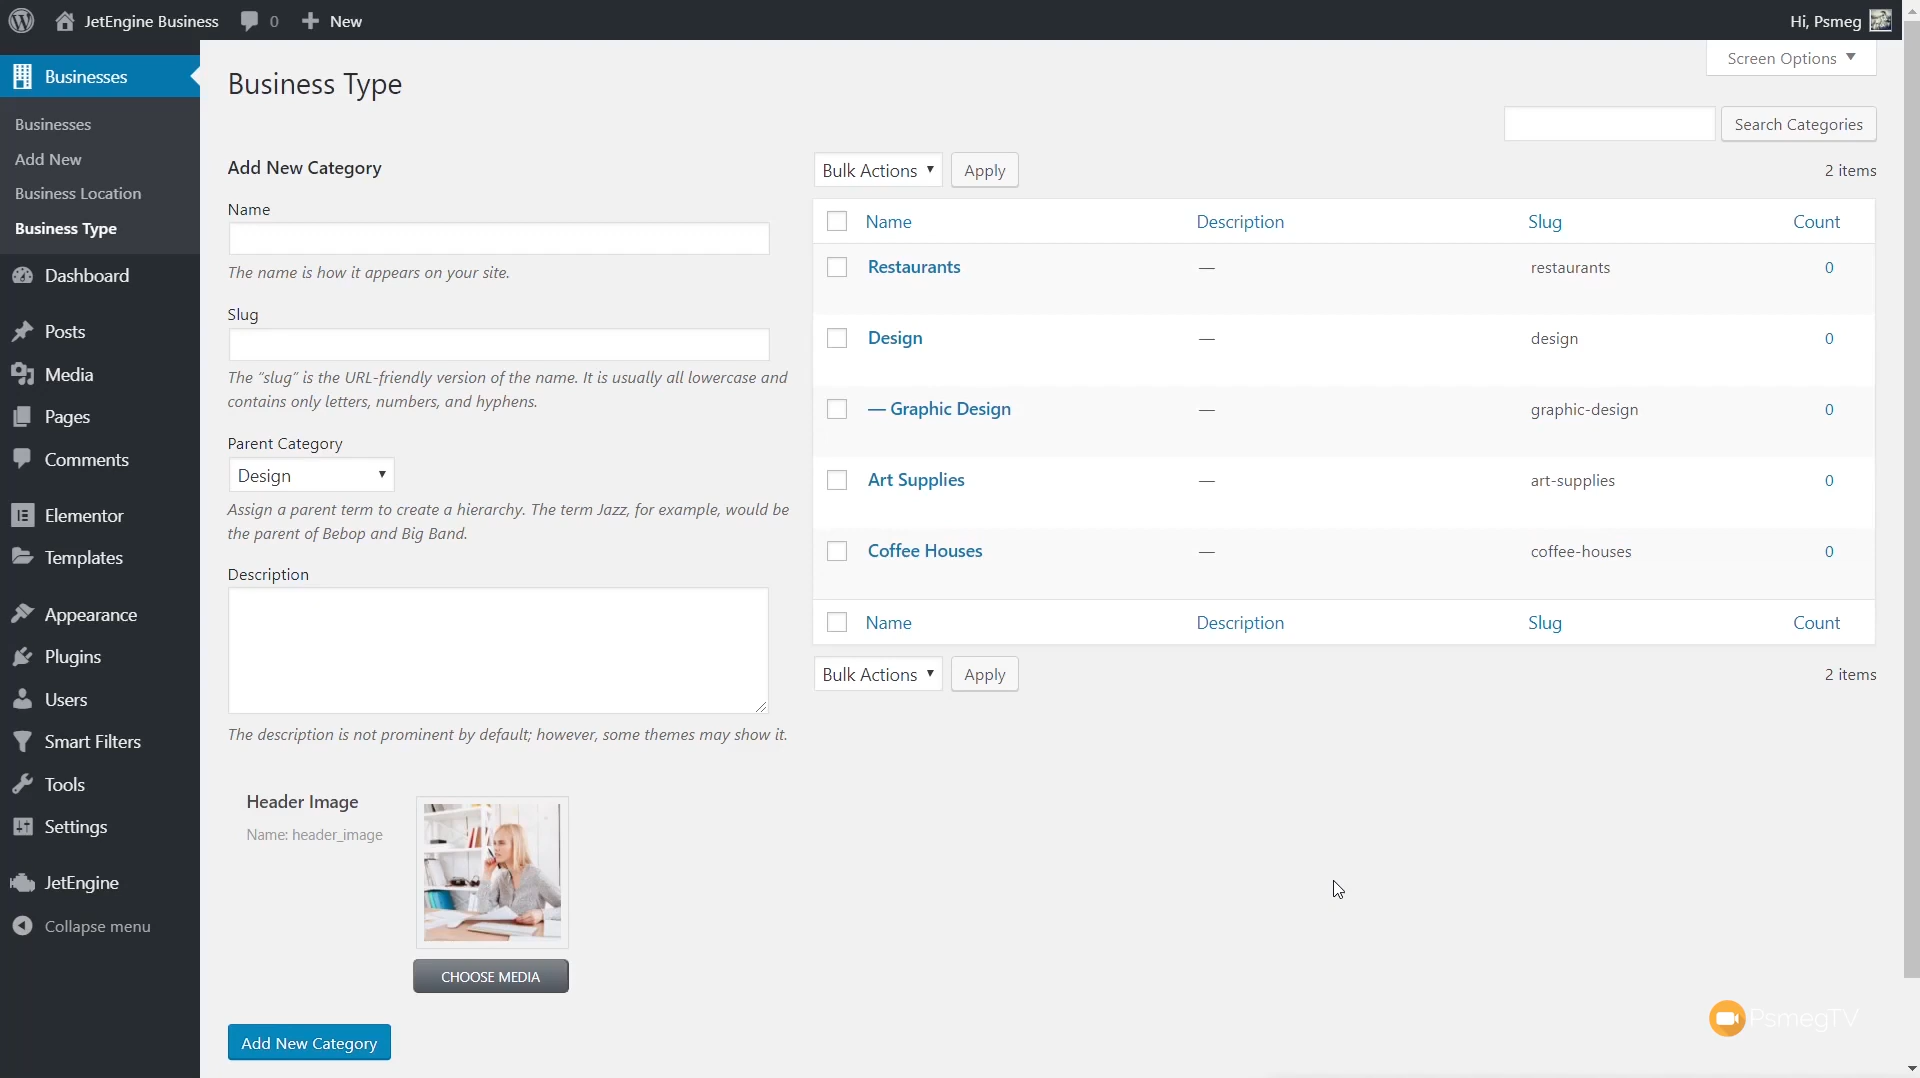 JetEngine Business 0 New Hi, Psmeg
Businesses
Businesses
Add New
Business Location
Business Type
Dashboard
Posts
Media
Pages
Comments
Elementor
Templates
Appearance
Plugins
Users
Smart Filters
Tools
Settings
JetEngine
Collapse menu
Screen Options
Business Type
Search Categories
Add New Category
Name
The name is how it appears on your site.
Slug
The “slug” is the URL-friendly version of the name. It is usually all lowercase and
contains only letters, numbers, and hyphens.
Parent Category
Design
Assign a parent term to create a hierarchy. The term Jazz, for example, would be
the parent of Bebop and Big Band.
Description
The description is not prominent by default; however, some themes may show it.
Header Image
Name: header_image
CHOOSE MEDIA
Add New Category
Bulk Actions Apply 2 items
Name Description Slug Count
Restaurants — restaurants 0
Design — design 0
— Graphic Design — graphic-design 0
Art Supplies — art-supplies 0
Coffee Houses — coffee-houses 0
Name Description Slug Count
Bulk Actions Apply 2 items
PsmegTV